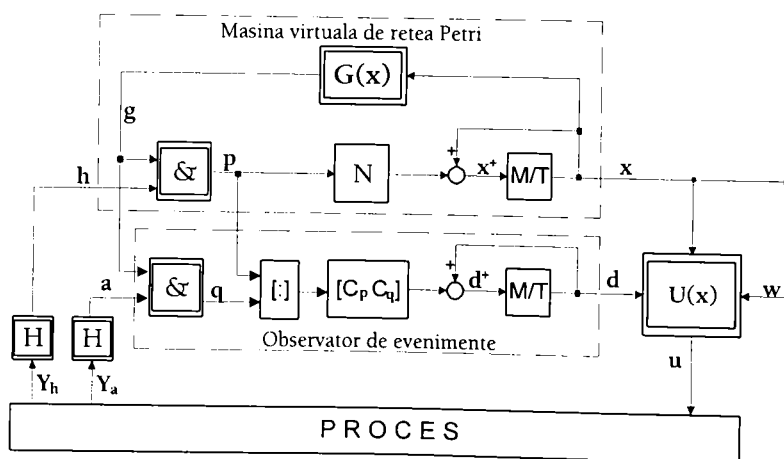 Masina virtuala de retea Petri
G(x)
g
h
&
p
N
+
x+
M/T
x
a
&
q
[:]
[Cp Cq]
+
d+
M/T
d
U(x)
w
H
H
Observator de evenimente
u
Yh
Ya
PROCES